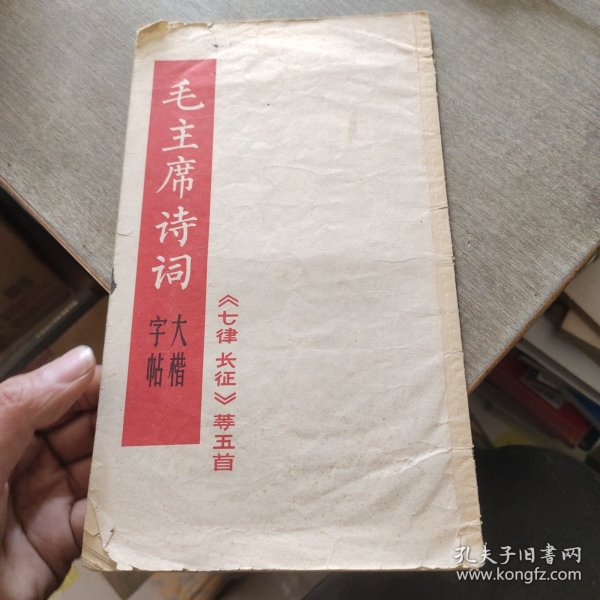 毛主席诗词
大楷
字帖
《七律 长征》等五首
孔夫子旧书网
www.kongfz.com